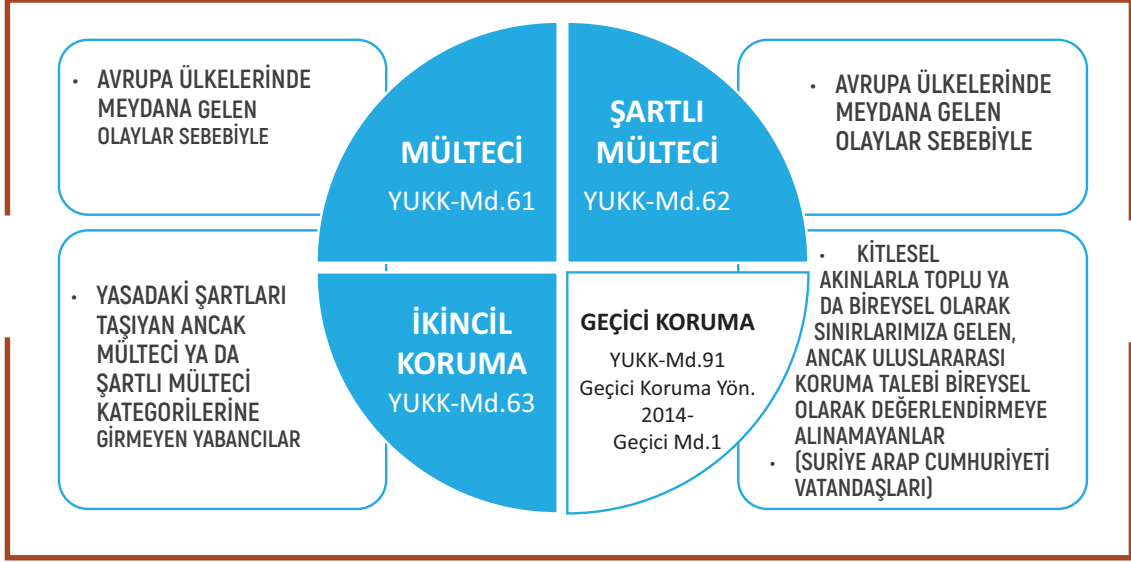 • AVRUPA ÜLKELERİNDE
MEYDANA GELEN
OLAYLAR SEBEBİYLE
MÜLTECİ
YUKK-Md.61
ŞARTLI
MÜLTECİ
YUKK-Md.62
• AVRUPA ÜLKELERİNDE
MEYDANA GELEN
OLAYLAR SEBEBİYLE
• YASADAKİ ŞARTLARI
TAŞIYAN ANCAK
MÜLTECİ YA DA
ŞARTLI MÜLTECİ
KATEGORİLERİNE
GİRMEYEN YABANCILAR
İKİNCİL
KORUMA
YUKK-Md.63
GEÇİCİ KORUMA
YUKK-Md.91
Geçici Koruma Yön.
2014-
Geçici Md.1
• KİTLESEL
AKINLARLA TOPLU YA
DA BİREYSEL OLARAK
SINIRLARIMIZA GELEN,
ANCAK ULUSLARARASI
KORUMA TALEBİ BİREYSEL
OLARAK DEĞERLENDİRMEYE
ALINAMAYANLAR
• (SURİYE ARAP CUMHURİYETİ
VATANDAŞLARI)